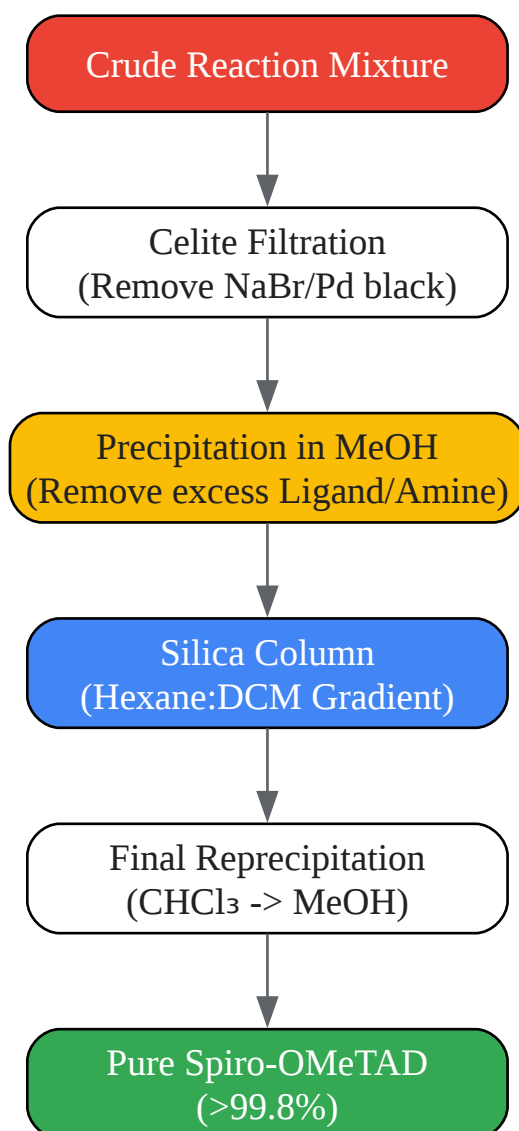 Crude Reaction Mixture
Celite Filtration
(Remove NaBr/Pd black)
Precipitation in MeOH
(Remove excess Ligand/Amine)
Silica Column
(Hexane:DCM Gradient)
Final Reprecipitation
(CHCl₃ -> MeOH)
Pure Spiro-OMeTAD
(>99.8%)